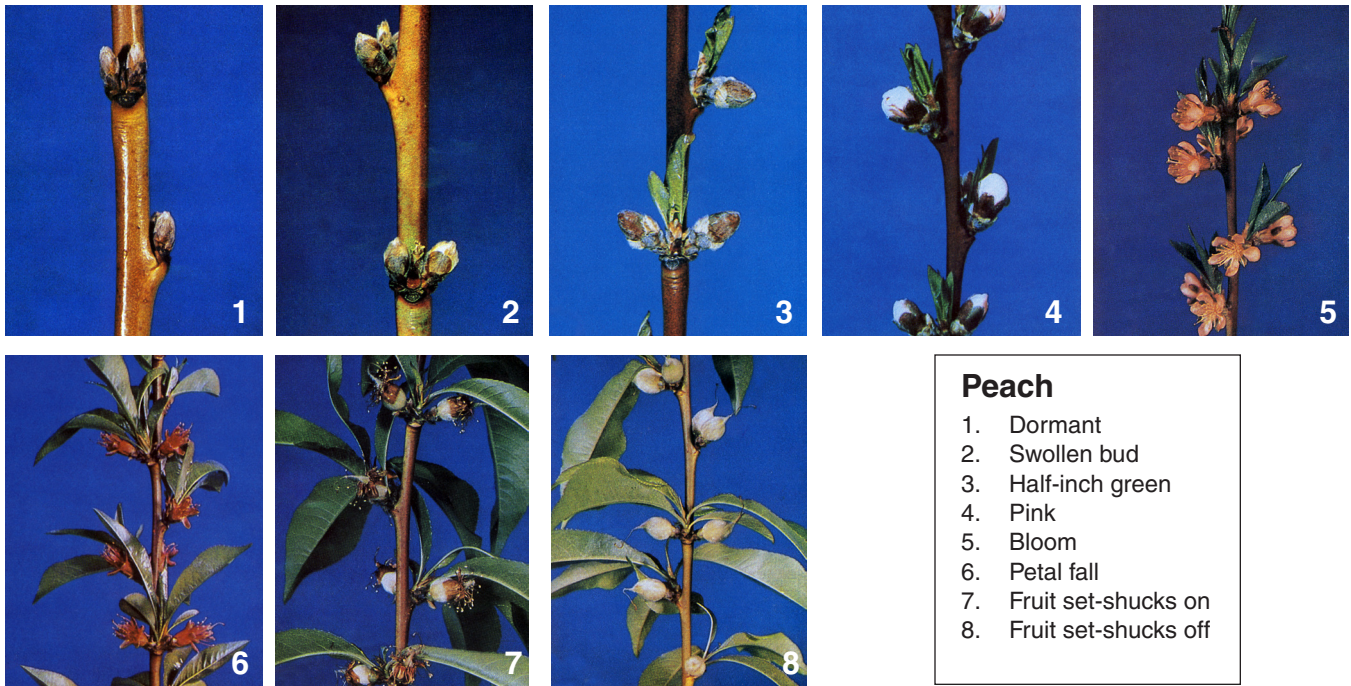 1
2
3
4
5
6
7
8
Peach
1. Dormant
2. Swollen bud
3. Half-inch green
4. Pink
5. Bloom
6. Petal fall
7. Fruit set-shucks on
8. Fruit set-shucks off